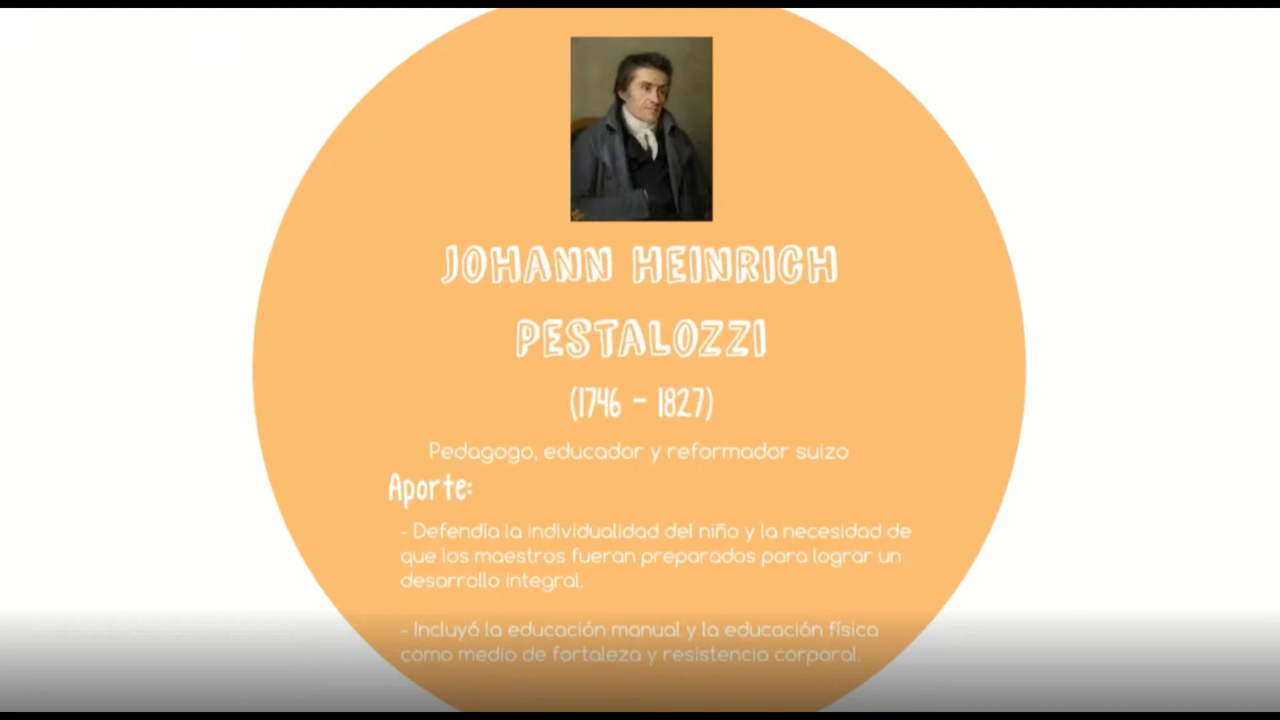 JOHANN HEINRICH
PESTALOZZI
(1746 - 1827)
Pedagogo, educador y reformador suizo
Aporte:
- Defendía la individualidad del niño y la necesidad de
que los maestros fueran preparados para lograr un
desarrollo integral.
- Incluyó la educación manual y la educación física
como medio de fortaleza y resistencia corporal.